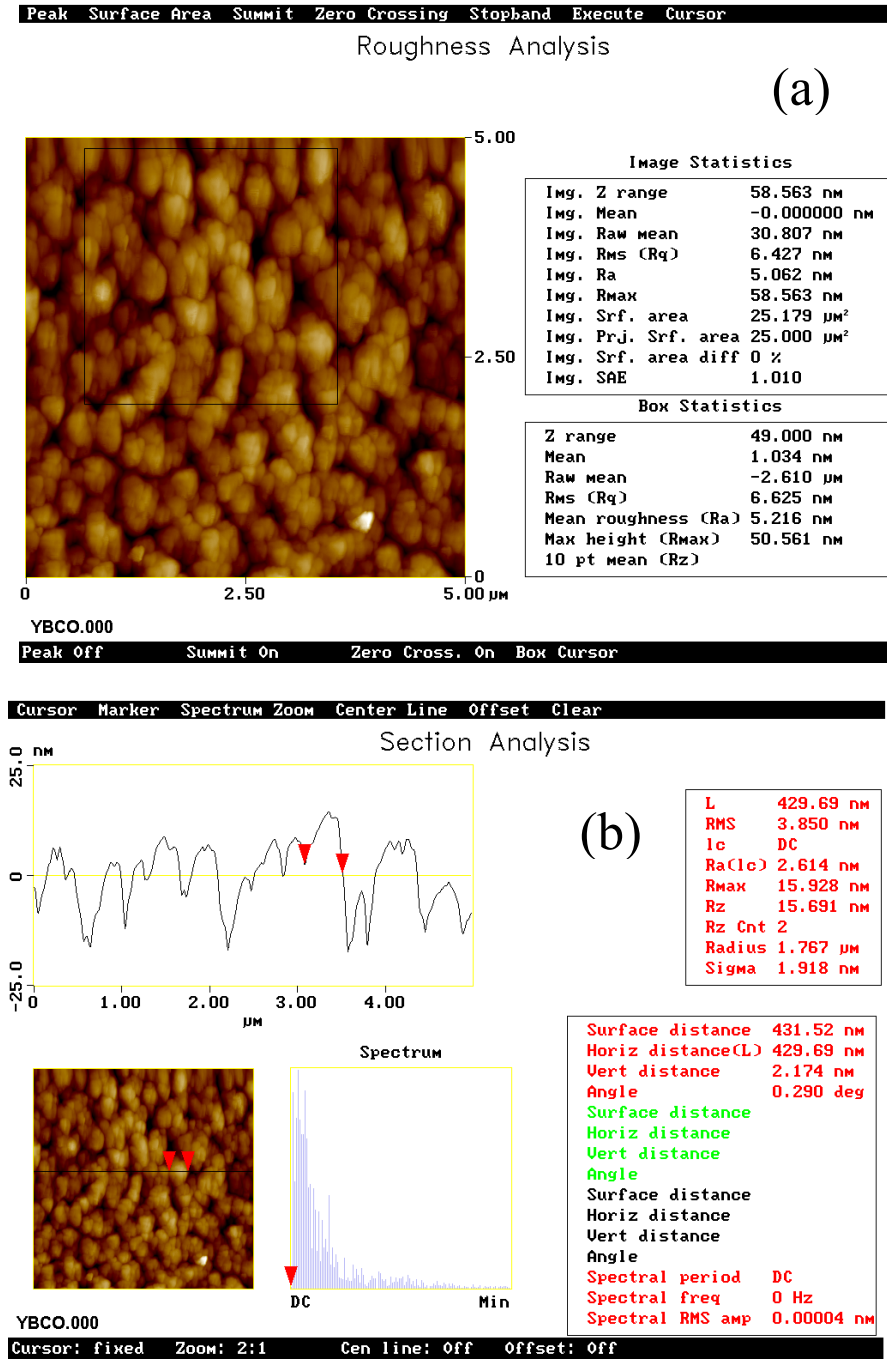 Peak Surface Area Summit Zero Crossing Stopband Execute Cursor
Roughness Analysis
(a)
5.00
2.50
0
0 2.50 5.00 µM
Image Statistics
Img. Z range 58.563 nm
Img. Mean -0.000000 nm
Img. Raw mean 30.807 nm
Img. Rms (Rq) 6.427 nm
Img. Ra 5.062 nm
Img. Rmax 58.563 nm
Img. Srf. area 25.179 µm²
Img. Prj. Srf. area 25.000 µm²
Img. Srf. area diff 0 %
Img. SAE 1.010
Box Statistics
Z range 49.000 nm
Mean 1.034 nm
Raw mean -2.610 µm
Rms (Rq) 6.625 nm
Mean roughness (Ra) 5.216 nm
Max height (Rmax) 50.561 nm
10 pt mean (Rz)
YBCO.000
Peak Off Summit On Zero Cross. On Box Cursor
Cursor Marker Spectrum Zoom Center Line Offset Clear
Section Analysis
nm
25.0
0
-25.0
0 1.00 2.00 3.00 4.00
µm
(b)
L 429.69 nm
RMS 3.850 nm
lc DC
Ra(lc) 2.614 nm
Rmax 15.928 nm
Rz 15.691 nm
Rz Cnt 2
Radius 1.767 µm
Sigma 1.918 nm
Spectrum
DC Min
Surface distance 431.52 nm
Horiz distance(L) 429.69 nm
Vert distance 2.174 nm
Angle 0.290 deg
Surface distance
Horiz distance
Vert distance
Angle
Surface distance
Horiz distance
Vert distance
Angle
Spectral period DC
Spectral freq 0 Hz
Spectral RMS amp 0.00004 nm
YBCO.000
Cursor: fixed Zoom: 2:1 Cen line: Off Offset: Off